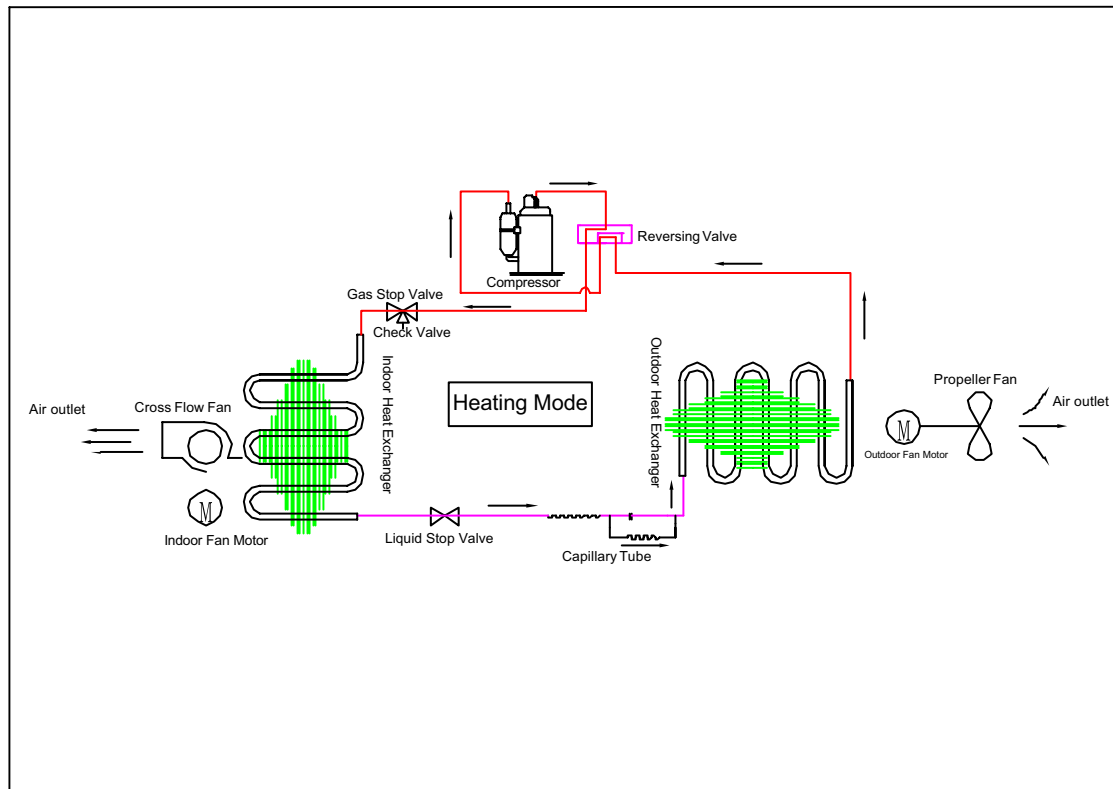 Reversing Valve
Compressor
Gas Stop Valve
Check Valve
Indoor Heat Exchanger
Outdoor Heat Exchanger
Heating Mode
Air outlet
Cross Flow Fan
Propeller Fan
Air outlet
M
Outdoor Fan Motor
M
Indoor Fan Motor
Liquid Stop Valve
Capillary Tube